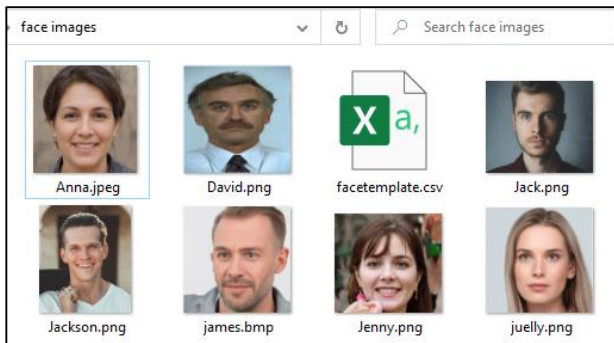 face images
Search face images
X a,
Anna.jpeg
David.png
facetemplate.csv
Jack.png
Jackson.png
james.bmp
Jenny.png
juelly.png